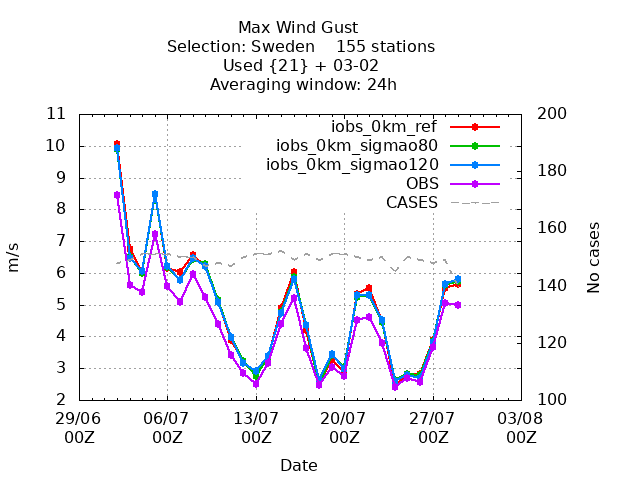 Max Wind Gust
Selection: Sweden    155 stations
Used {21} + 03-02
Averaging window: 24h
iobs_0km_ref
iobs_0km_sigmao80
iobs_0km_sigmao120
OBS
CASES
m/s
11
10
9
8
7
6
5
4
3
2
No cases
200
180
160
140
120
100
29/06 06/07 13/07 20/07 27/07 03/08
00Z 00Z 00Z 00Z 00Z 00Z
Date